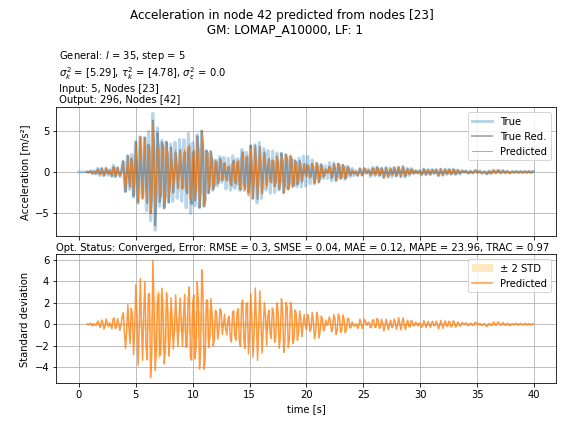 Acceleration in node 42 predicted from nodes [23]
GM: LOMAP_A10000, LF: 1
General: l = 35, step = 5
σ²ₖ = [5.29], τ²ₖ = [4.78], σ²ε = 0.0
Input: 5, Nodes [23]
Output: 296, Nodes [42]
Acceleration [m/s²]
5
0
−5
True
True Red.
Predicted
Opt. Status: Converged, Error: RMSE = 0.3, SMSE = 0.04, MAE = 0.12, MAPE = 23.96, TRAC = 0.97
Standard deviation
6
4
2
0
−2
−4
± 2 STD
Predicted
0 5 10 15 20 25 30 35 40
time [s]